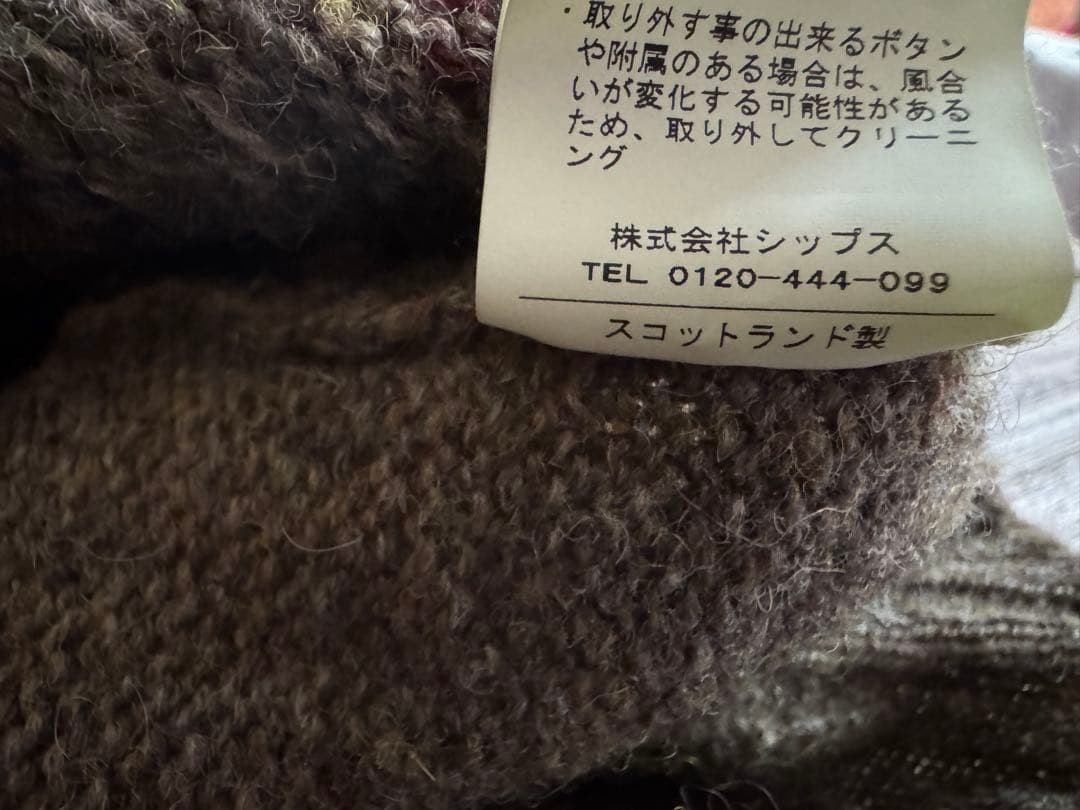 ・取り外す事の出来るボタン
や附属のある場合は、風合
いが変化する可能性がある
ため、取り外してクリーニ
ング
株式会社シップス
TEL 0120-444-099
スコットランド製